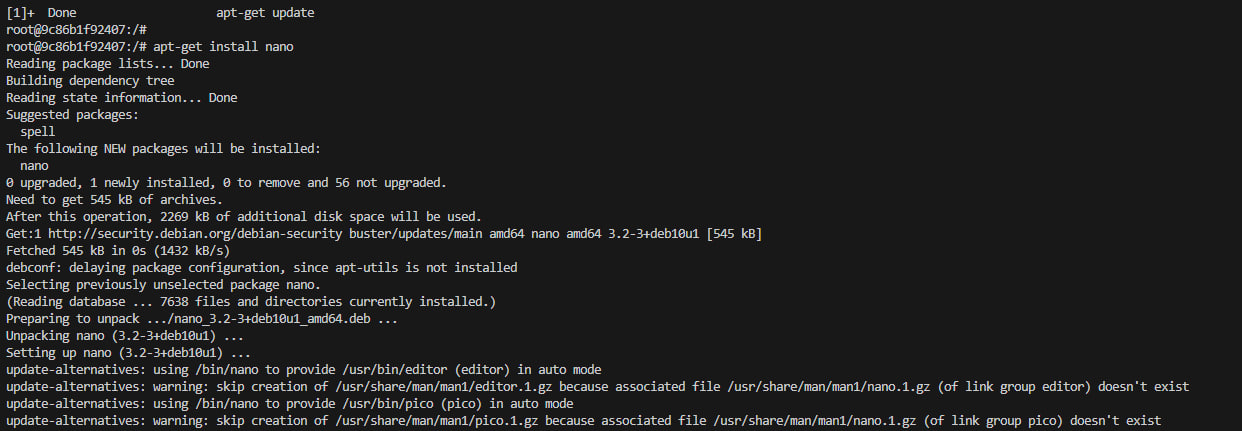 [1]+  Done                    apt-get update
root@9c86b1f92407:/#
root@9c86b1f92407:/# apt-get install nano
Reading package lists... Done
Building dependency tree
Reading state information... Done
Suggested packages:
  spell
The following NEW packages will be installed:
  nano
0 upgraded, 1 newly installed, 0 to remove and 56 not upgraded.
Need to get 545 kB of archives.
After this operation, 2269 kB of additional disk space will be used.
Get:1 http://security.debian.org/debian-security buster/updates/main amd64 nano amd64 3.2-3+deb10u1 [545 kB]
Fetched 545 kB in 0s (1432 kB/s)
debconf: delaying package configuration, since apt-utils is not installed
Selecting previously unselected package nano.
(Reading database ... 7638 files and directories currently installed.)
Preparing to unpack .../nano_3.2-3+deb10u1_amd64.deb ...
Unpacking nano (3.2-3+deb10u1) ...
Setting up nano (3.2-3+deb10u1) ...
update-alternatives: using /bin/nano to provide /usr/bin/editor (editor) in auto mode
update-alternatives: warning: skip creation of /usr/share/man/man1/editor.1.gz because associated file /usr/share/man/man1/nano.1.gz (of link group editor) doesn't exist
update-alternatives: using /bin/nano to provide /usr/bin/pico (pico) in auto mode
update-alternatives: warning: skip creation of /usr/share/man/man1/pico.1.gz because associated file /usr/share/man/man1/nano.1.gz (of link group pico) doesn't exist